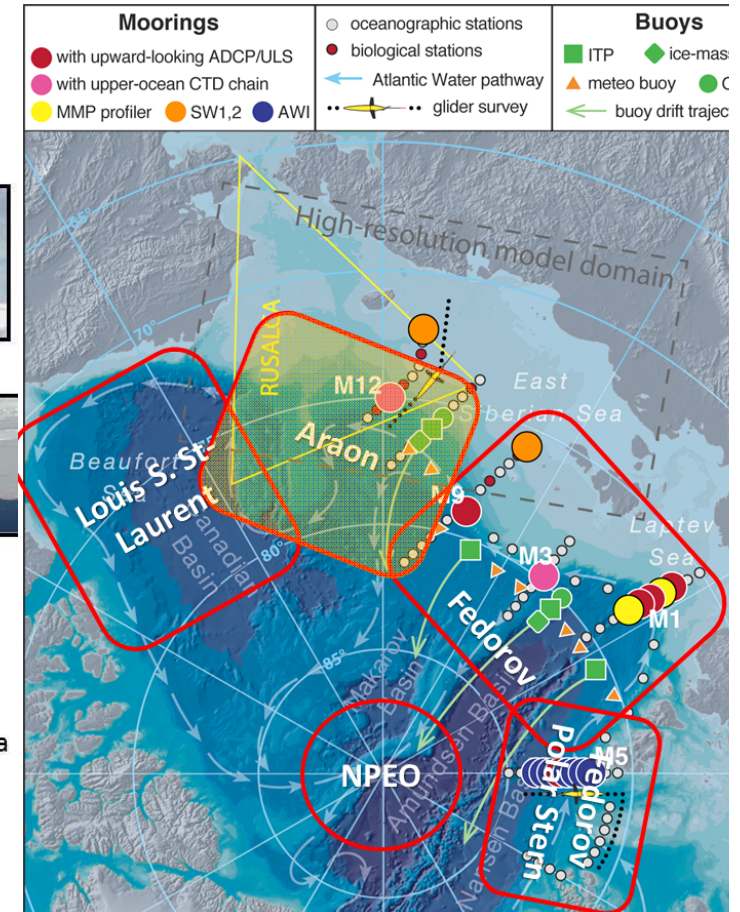 Moorings
with upward-looking ADCP/ULS
with upper-ocean CTD chain
MMP profiler SW1,2 AWI
oceanographic stations
biological stations
Atlantic Water pathway
glider survey
Buoys
ITP ice-mass
meteo buoy
buoy drift traject
70°
High-resolution model domain
RUSALCA
M12
East
Siberian Sea
Araon
Beaufort
Louis S. St-
Laurent
Canadian
Basin
80°
M9
M3
Laptev
Sea
M1
Fedorov
85°
Makarov
Basin
NPEO
Amundsen Basin
Nansen Ba
M5
Fedorov
Polar Stern
a